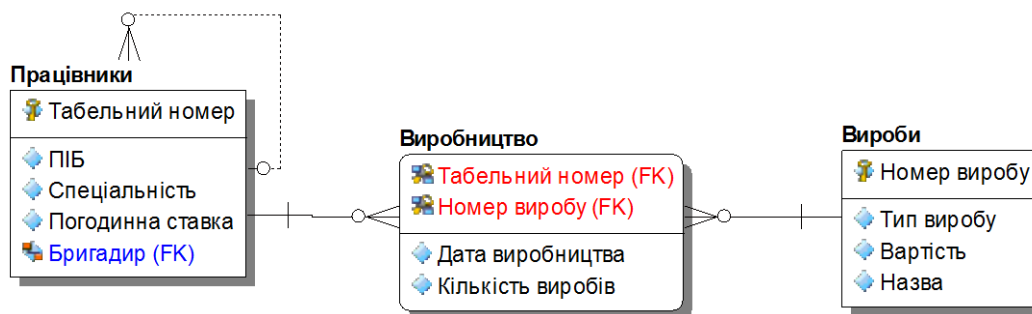 Працівники
Табельний номер
ПІБ
Спеціальність
Погодинна ставка
Бригадир (FK)
Виробництво
Табельний номер (FK)
Номер виробу (FK)
Дата виробництва
Кількість виробів
Вироби
Номер виробу
Тип виробу
Вартість
Назва